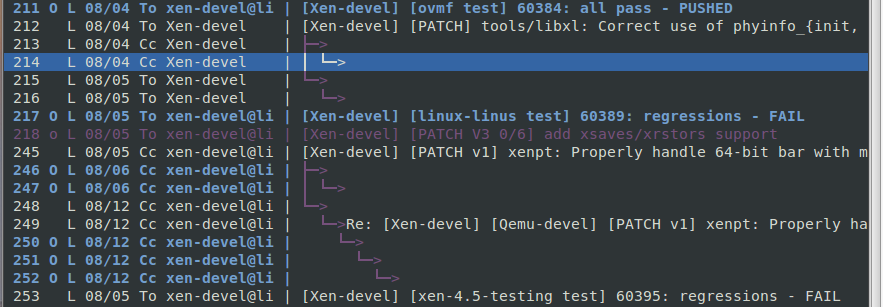 211 O L 08/04 To xen-devel@li | [Xen-devel] [ovmf test] 60384: all pass - PUSHED
212   L 08/04 To Xen-devel    | [Xen-devel] [PATCH] tools/libxl: Correct use of phyinfo_{init,
213   L 08/04 Cc Xen-devel    | ├─>
214   L 08/04 Cc Xen-devel    | │ └─>
215   L 08/05 To Xen-devel    | └─>
216   L 08/05 To Xen-devel    |   └─>
217 O L 08/05 To xen-devel@li | [Xen-devel] [linux-linus test] 60389: regressions - FAIL
218 o L 08/05 To xen-devel@li | [Xen-devel] [PATCH V3 0/6] add xsaves/xrstors support
245   L 08/05 Cc xen-devel@li | [Xen-devel] [PATCH v1] xenpt: Properly handle 64-bit bar with m
246 O L 08/06 Cc xen-devel@li | ├─>
247 O L 08/06 Cc xen-devel@li | │ └─>
248   L 08/12 Cc xen-devel@li | └─>
249   L 08/12 Cc xen-devel@li |   └─>Re: [Xen-devel] [Qemu-devel] [PATCH v1] xenpt: Properly ha
250 O L 08/12 Cc xen-devel@li |     └─>
251 O L 08/12 Cc xen-devel@li |       └─>
252 O L 08/12 Cc xen-devel@li |         └─>
253   L 08/05 To xen-devel@li | [Xen-devel] [xen-4.5-testing test] 60395: regressions - FAIL